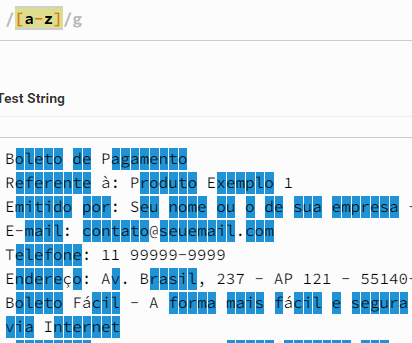 /[a-z]/g
Test String
Boleto de Pagamento
Referente à: Produto Exemplo 1
Emitido por: Seu nome ou o de sua empresa -
E-mail: contato@seuemail.com
Telefone: 11 99999-9999
Endereço: Av. Brasil, 237 - AP 121 - 55140-
Boleto Fácil - A forma mais fácil e segura
via Internet